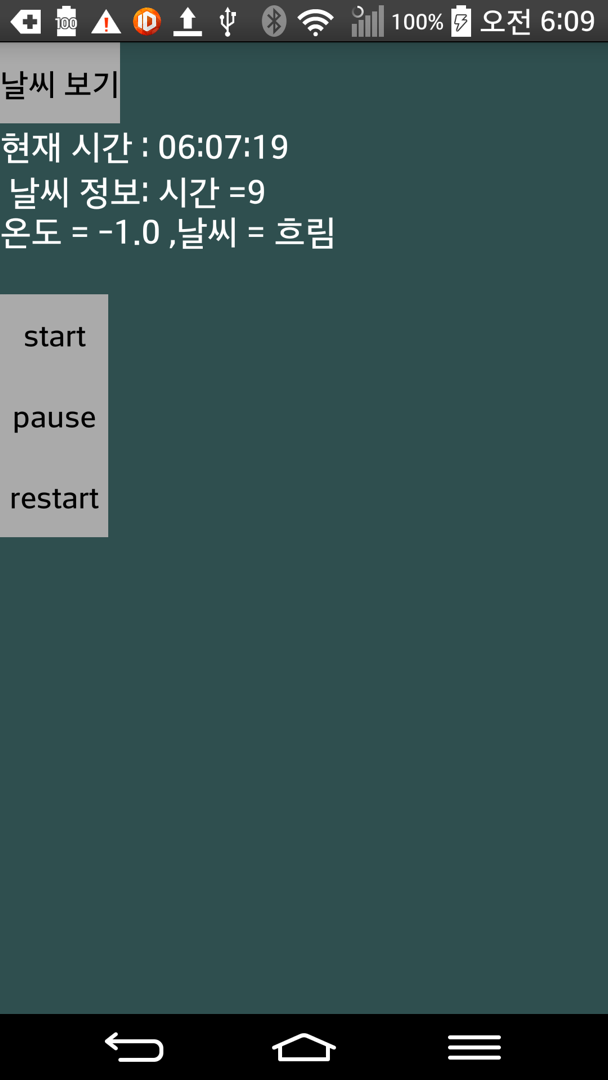 100 100% 오전 6:09
날씨 보기
현재 시간 : 06:07:19
날씨 정보: 시간 =9
온도 = -1.0 ,날씨 = 흐림
start
pause
restart